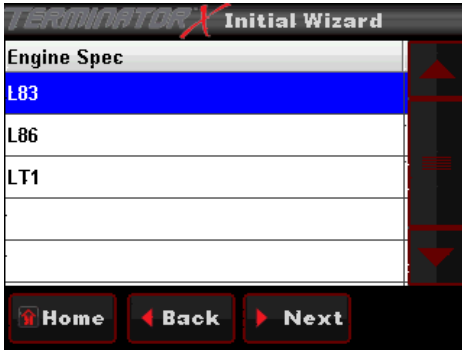 TERMINATOR X Initial Wizard
Engine Spec
L83
L86
LT1
Home Back Next